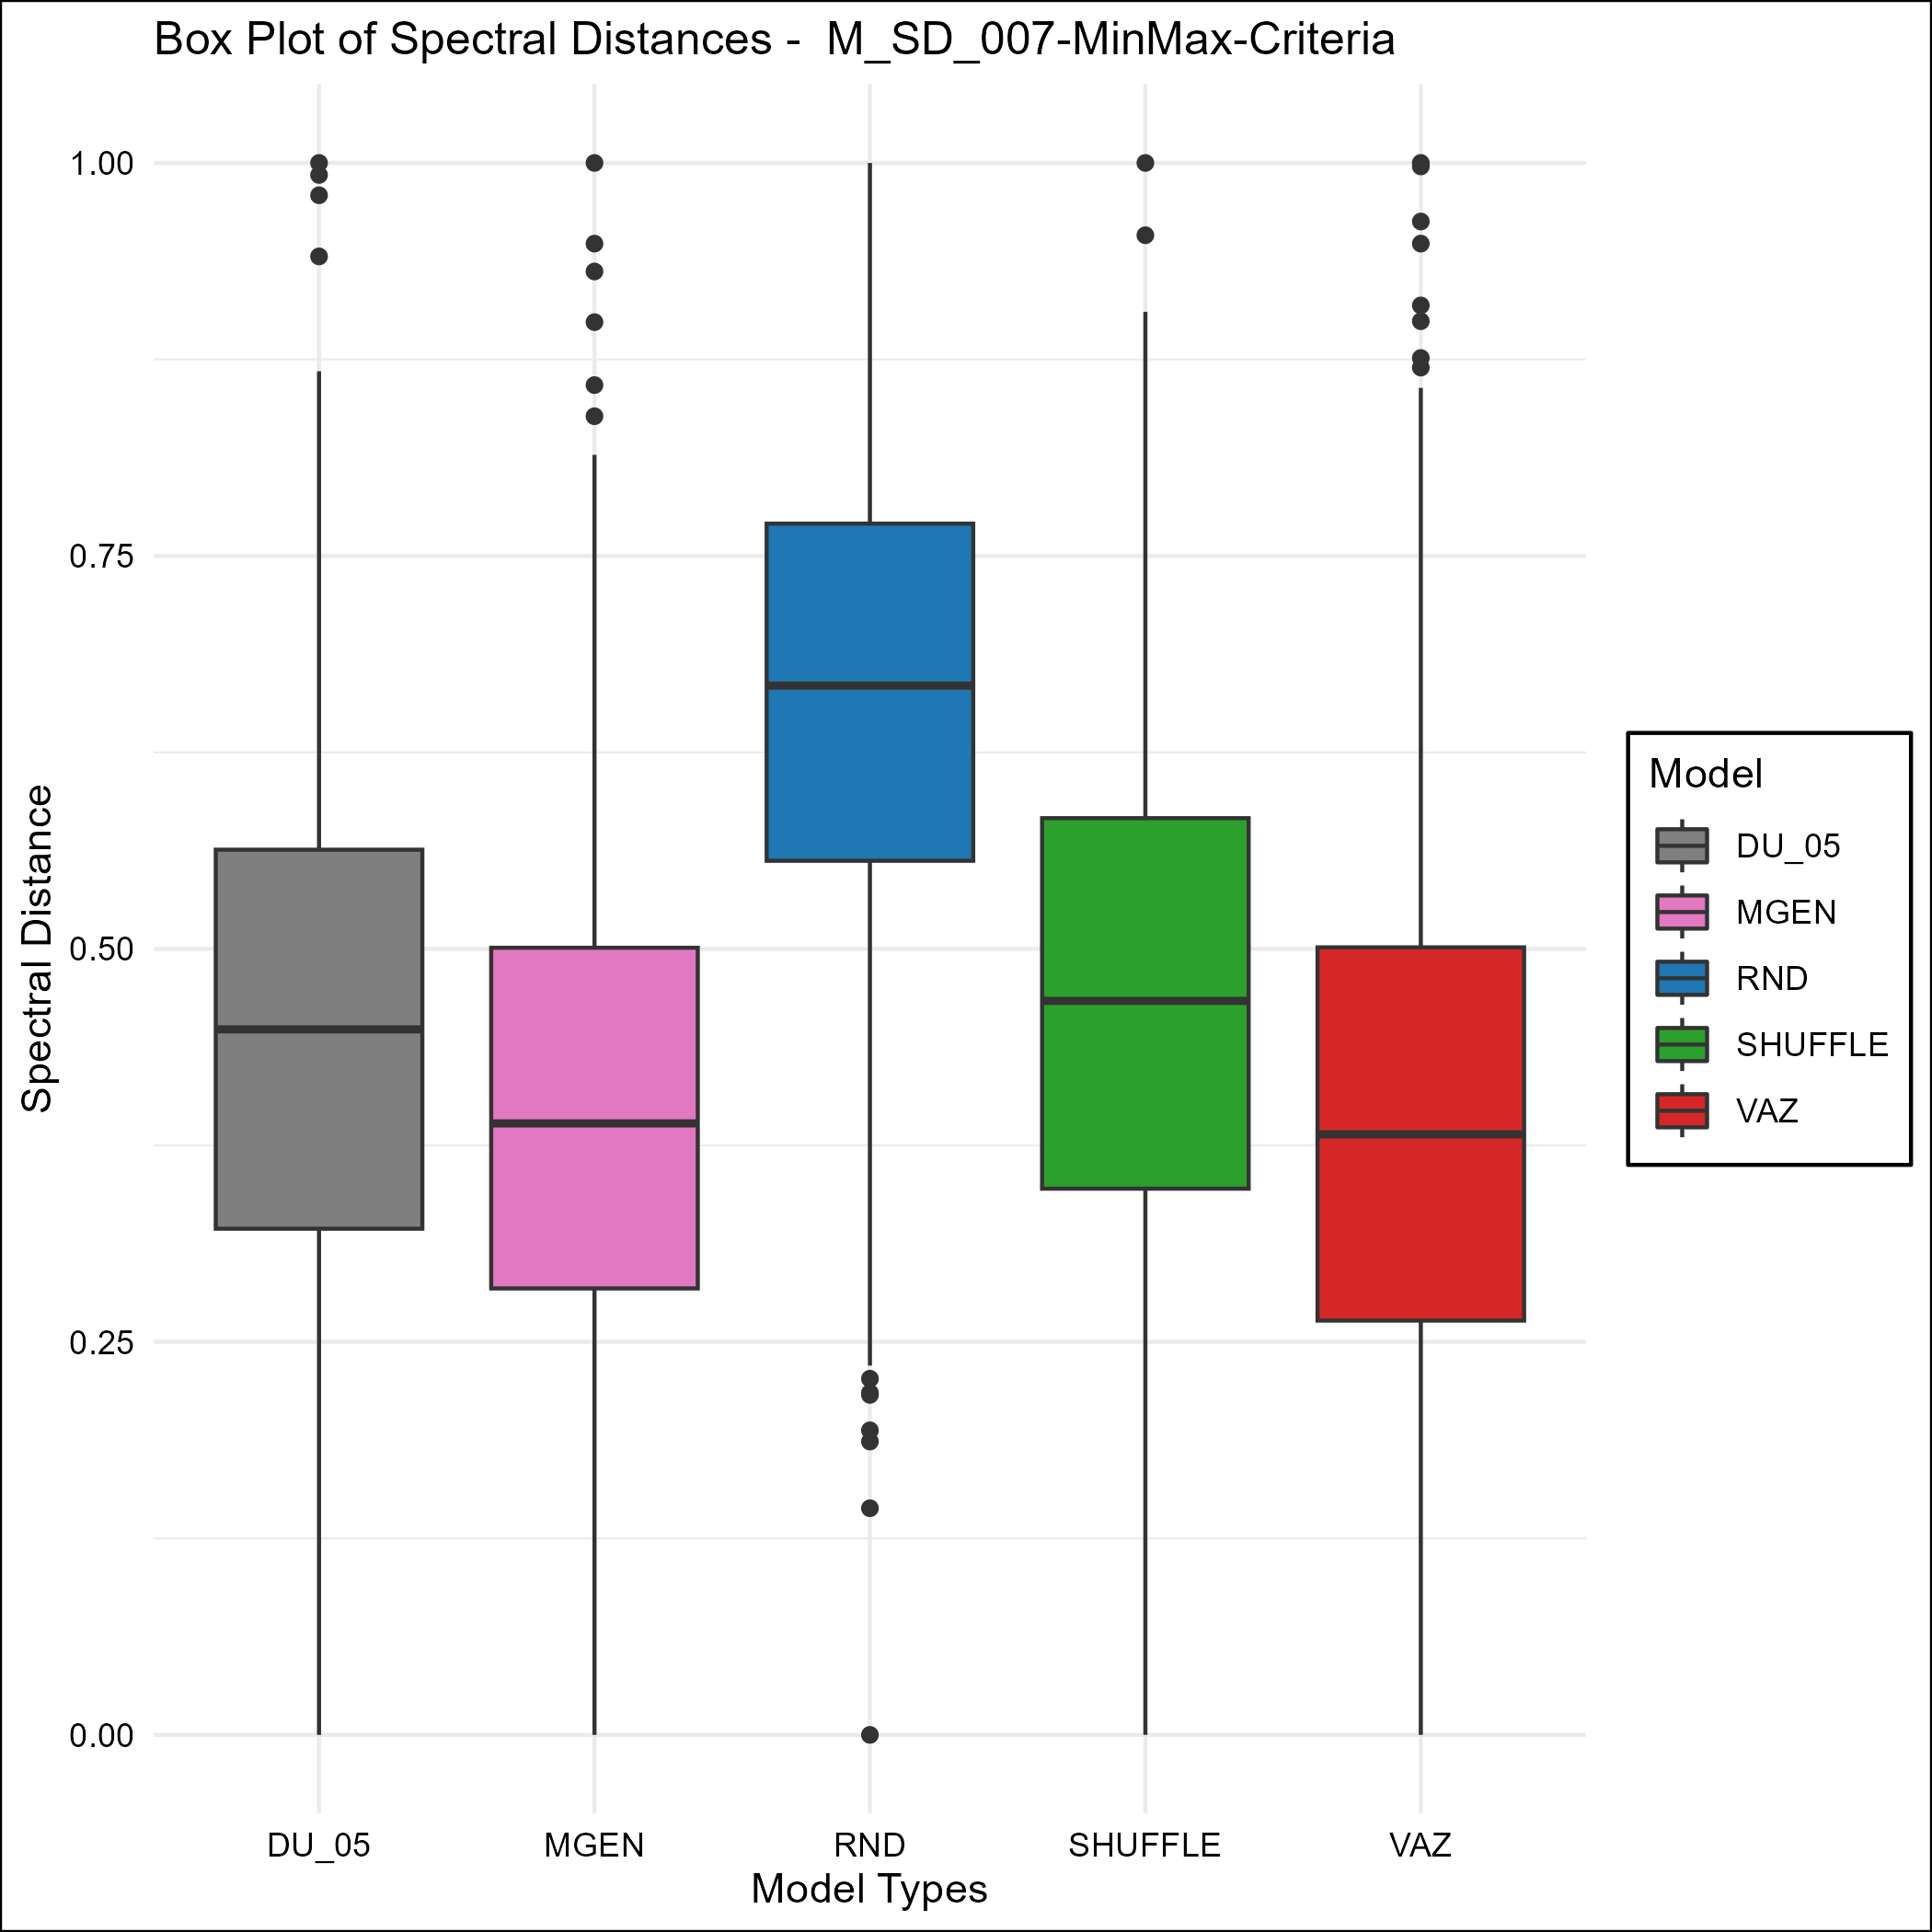 Box Plot of Spectral Distances -  M_SD_007-MinMax-Criteria
1.00
0.75
0.50
0.25
0.00
Spectral Distance
DU_05
MGEN
RND
SHUFFLE
VAZ
Model Types
Model
DU_05
MGEN
RND
SHUFFLE
VAZ